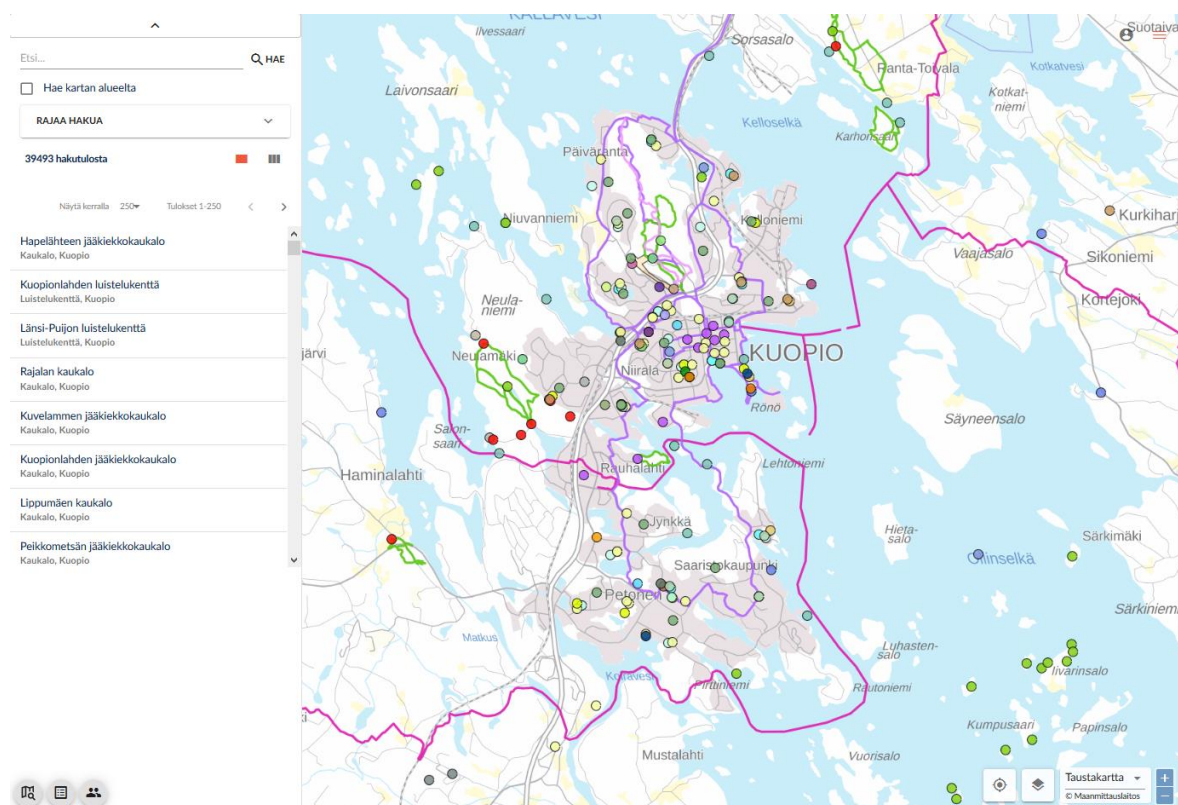 Etsi...
HAE
Hae kartan alueelta
RAJAA HAKUA
39493 hakutulosta
Näytä kerralla 250
Tulokset 1-250
Hapelähteen jääkiekkokaukalo
Kaukalo, Kuopio
Kuopionlahden luistelukenttä
Luistelukenttä, Kuopio
Länsi-Puijon luistelukenttä
Luistelukenttä, Kuopio
Rajalan kaukalo
Kaukalo, Kuopio
Kuvelammen jääkiekkokaukalo
Kaukalo, Kuopio
Kuopionlahden jääkiekkokaukalo
Kaukalo, Kuopio
Lippumäen kaukalo
Kaukalo, Kuopio
Peikkometsän jääkiekkokaukalo
Kaukalo, Kuopio
KALLAVESI
Ilvessaari
Sorsasalo
Suotaiva
Ranta-Toivala
Kotkatvesi
Laivonsaari
Kotkat-
niemi
Kelloselkä
Karhonsaari
Päiväranta
Niuvanniemi
Kelloniemi
Kurkiharj
Vaajasalo
Sikoniemi
Neula-
niemi
Kortejoki
järvi
Neulamäki
KUOPIO
Niirala
Rönö
Säyneensalo
Salon-
saari
Haminalahti
Rauhalahti
Lehtoniemi
Jynkkä
Hieta-
salo
Särkimäki
Ollinselkä
Saaristokaupunki
Petonen
Särkiniemi
Matkus
Luhasten-
salo
Iivarinsalo
Pirttiniemi
Rautoniemi
Kumpusaari
Papinsalo
Mustalahti
Vuorisalo
Taustakartta
© Maanmittauslaitos